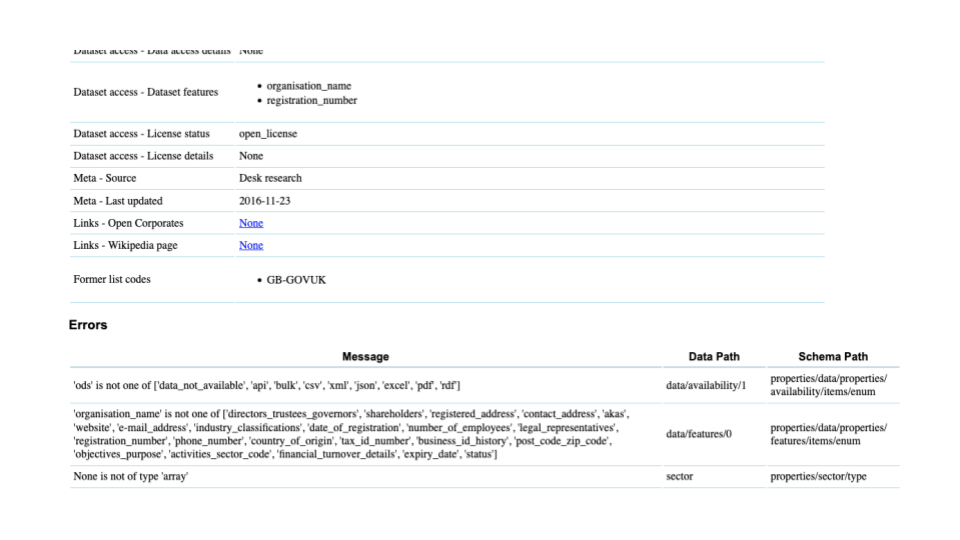 Dataset access - Data access details None
Dataset access - Dataset features
• organisation_name
• registration_number
Dataset access - License status open_license
Dataset access - License details None
Meta - Source Desk research
Meta - Last updated 2016-11-23
Links - Open Corporates None
Links - Wikipedia page None
Former list codes • GB-GOVUK
Errors
Message Data Path Schema Path
'ods' is not one of ['data_not_available', 'api', 'bulk', 'csv', 'xml', 'json', 'excel', 'pdf', 'rdf'] data/availability/1 properties/data/properties/
availability/items/enum
'organisation_name' is not one of ['directors_trustees_governors', 'shareholders', 'registered_address', 'contact_address', 'akas',
'website', 'e-mail_address', 'industry_classifications', 'date_of_registration', 'number_of_employees', 'legal_representatives',
'registration_number', 'phone_number', 'country_of_origin', 'tax_id_number', 'business_id_history', 'post_code_zip_code',
'objectives_purpose', 'activities_sector_code', 'financial_turnover_details', 'expiry_date', 'status']
data/features/0
properties/data/properties/
features/items/enum
None is not of type 'array' sector properties/sector/type